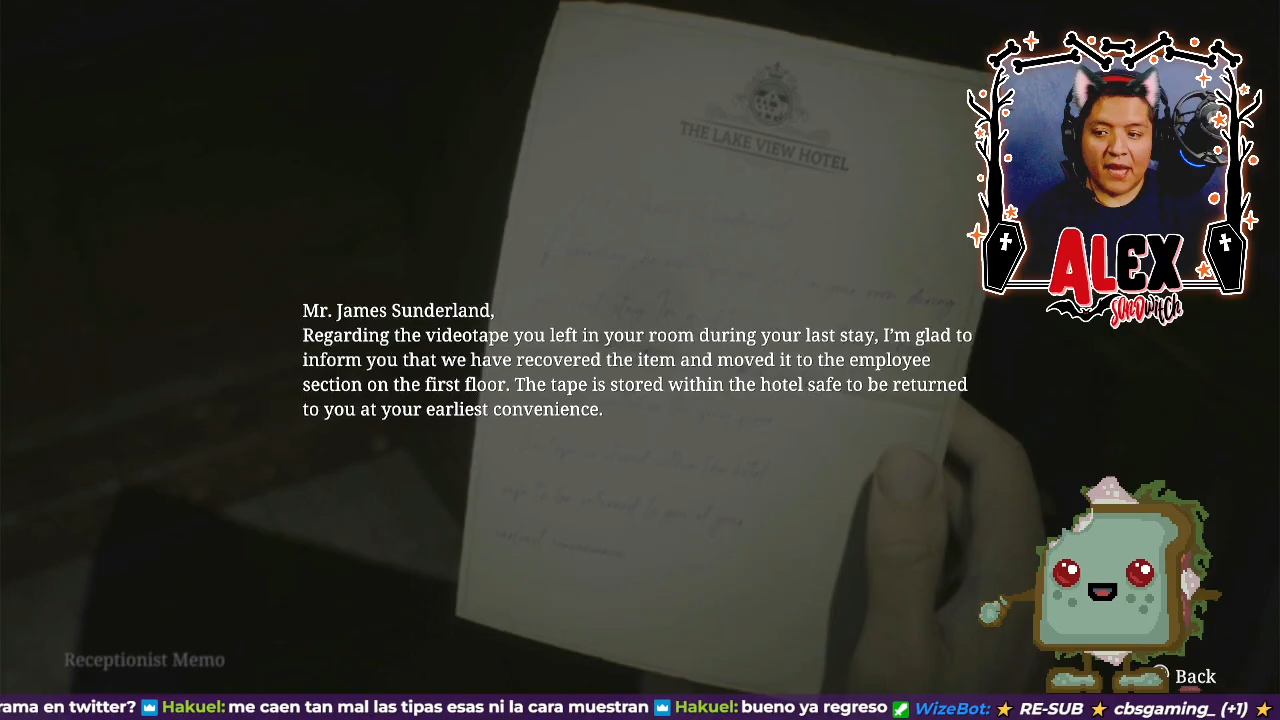 THE LAKE VIEW HOTEL
Mr. James Sunderland,
Regarding the videotape you left in your room during your last stay, I'm glad to
inform you that we have recovered the item and moved it to the employee
section on the first floor. The tape is stored within the hotel safe to be returned
to you at your earliest convenience.
ALEX
SANDWITCH
Receptionist Memo
Back
rama en twitter? Hakuel: me caen tan mal las tipas esas ni la cara muestran Hakuel: bueno ya regreso WizeBot: ★ RE-SUB ★ cbsgaming_ (+1) ★